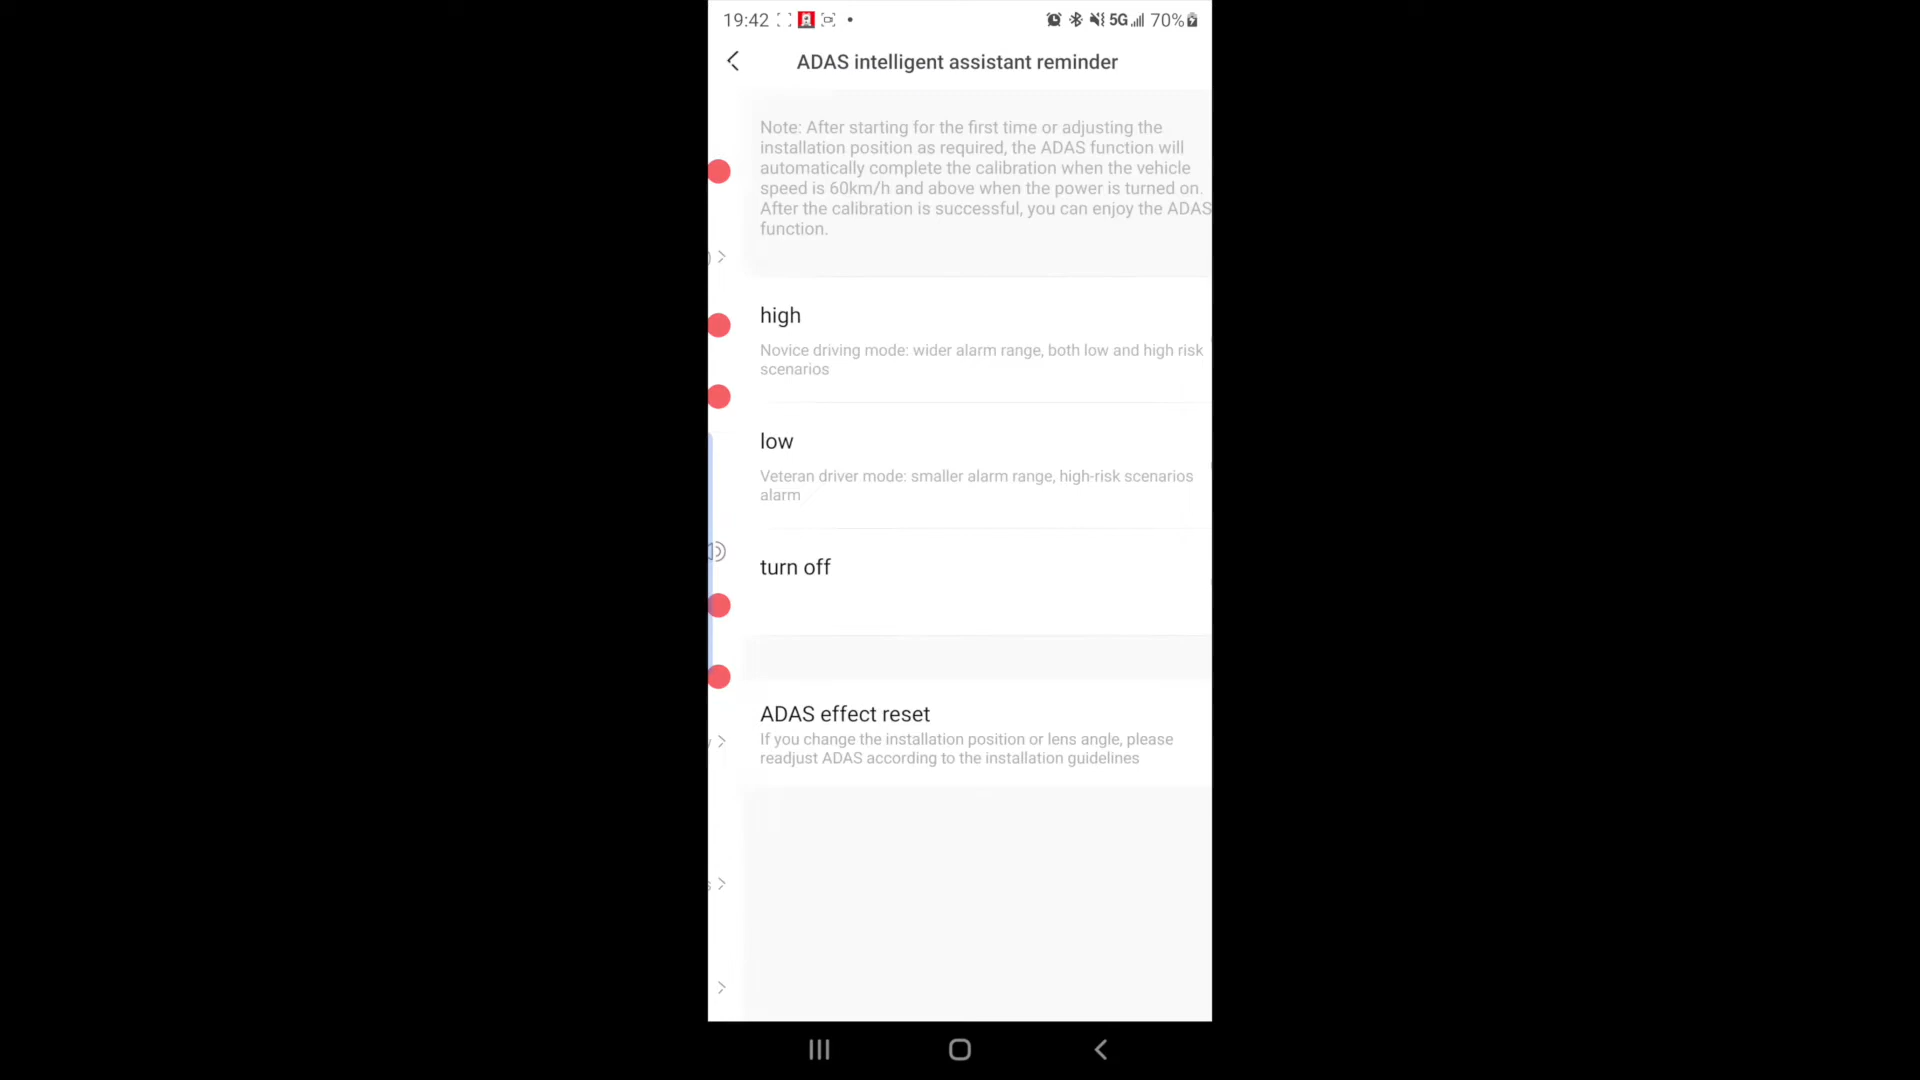 19:42
5G 70%
ADAS intelligent assistant reminder
Note: After starting for the first time or adjusting the
installation position as required, the ADAS function will
automatically complete the calibration when the vehicle
speed is 60km/h and above when the power is turned on.
After the calibration is successful, you can enjoy the ADAS
function.
high
Novice driving mode: wider alarm range, both low and high risk
scenarios
low
Veteran driver mode: smaller alarm range, high-risk scenarios
alarm
turn off
ADAS effect reset
If you change the installation position or lens angle, please
readjust ADAS according to the installation guidelines